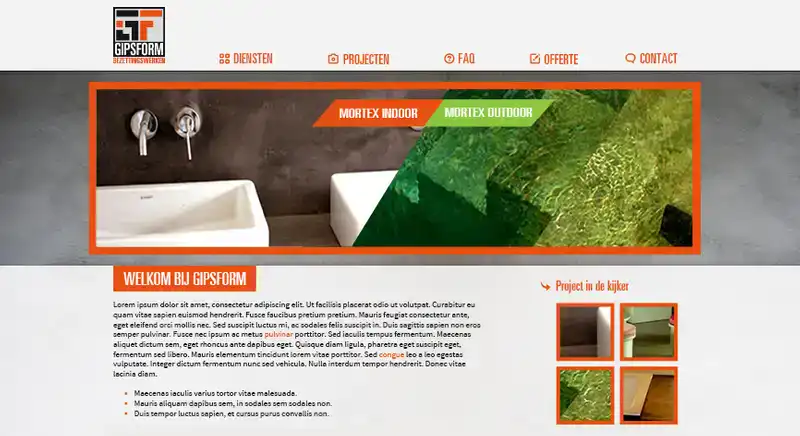 GIPSFORM
BEZETTINGSWERKEN
DIENSTEN
PROJECTEN
FAQ
OFFERTE
CONTACT
MORTEX INDOOR
MORTEX OUTDOOR
WELKOM BIJ GIPSFORM
Lorem ipsum dolor sit amet, consectetur adipiscing elit. Ut facilisis placerat odio ut volutpat. Curabitur eu
quam vitae sapien euismod hendrerit. Fusce faucibus pretium pretium. Mauris feugiat consectetur ante,
eget eleifend orci mollis nec. Sed suscipit luctus mi, ac sodales felis suscipit in. Duis sagittis sapien non eros
semper pulvinar. Fusce nec ipsum ac metus pulvinar porttitor. Sed iaculis tempus fermentum. Maecenas
aliquet dictum sem, eget rhoncus ante dapibus eget. Quisque diam ligula, pharetra eget suscipit eget,
fermentum sed libero. Mauris elementum tincidunt lorem vitae porttitor. Sed congue leo a leo egestas
vulputate. Integer dictum fermentum nunc sed vehicula. Nulla interdum tempor hendrerit. Donec vitae
lacinia diam.
Maecenas iaculis varius tortor vitae malesuada.
Mauris aliquam dapibus sem, in sodales sem sodales non.
Duis tempor luctus sapien, et cursus purus convallis non.
Project in de kijker